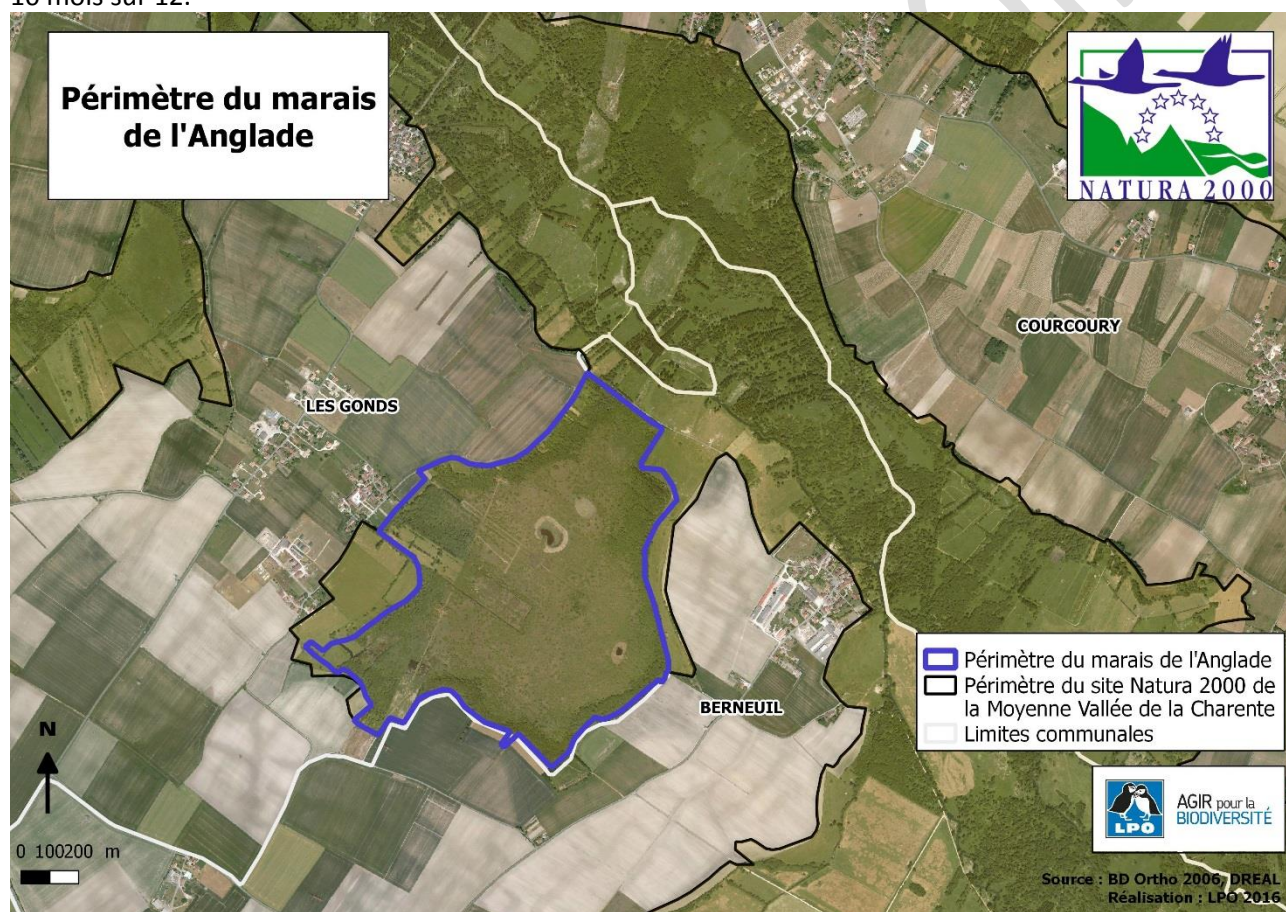 10 mois sur 12.
Périmètre du marais
de l'Anglade
NATURA 2000
COURCOURY
LES GONDS
BERNEUIL
Périmètre du marais de l'Anglade
Périmètre du site Natura 2000 de
la Moyenne Vallée de la Charente
Limites communales
N
0 100200 m
LPO
AGIR pour la
BIODIVERSITÉ
Source : BD Ortho 2006, DREAL
Réalisation : LPO 2016